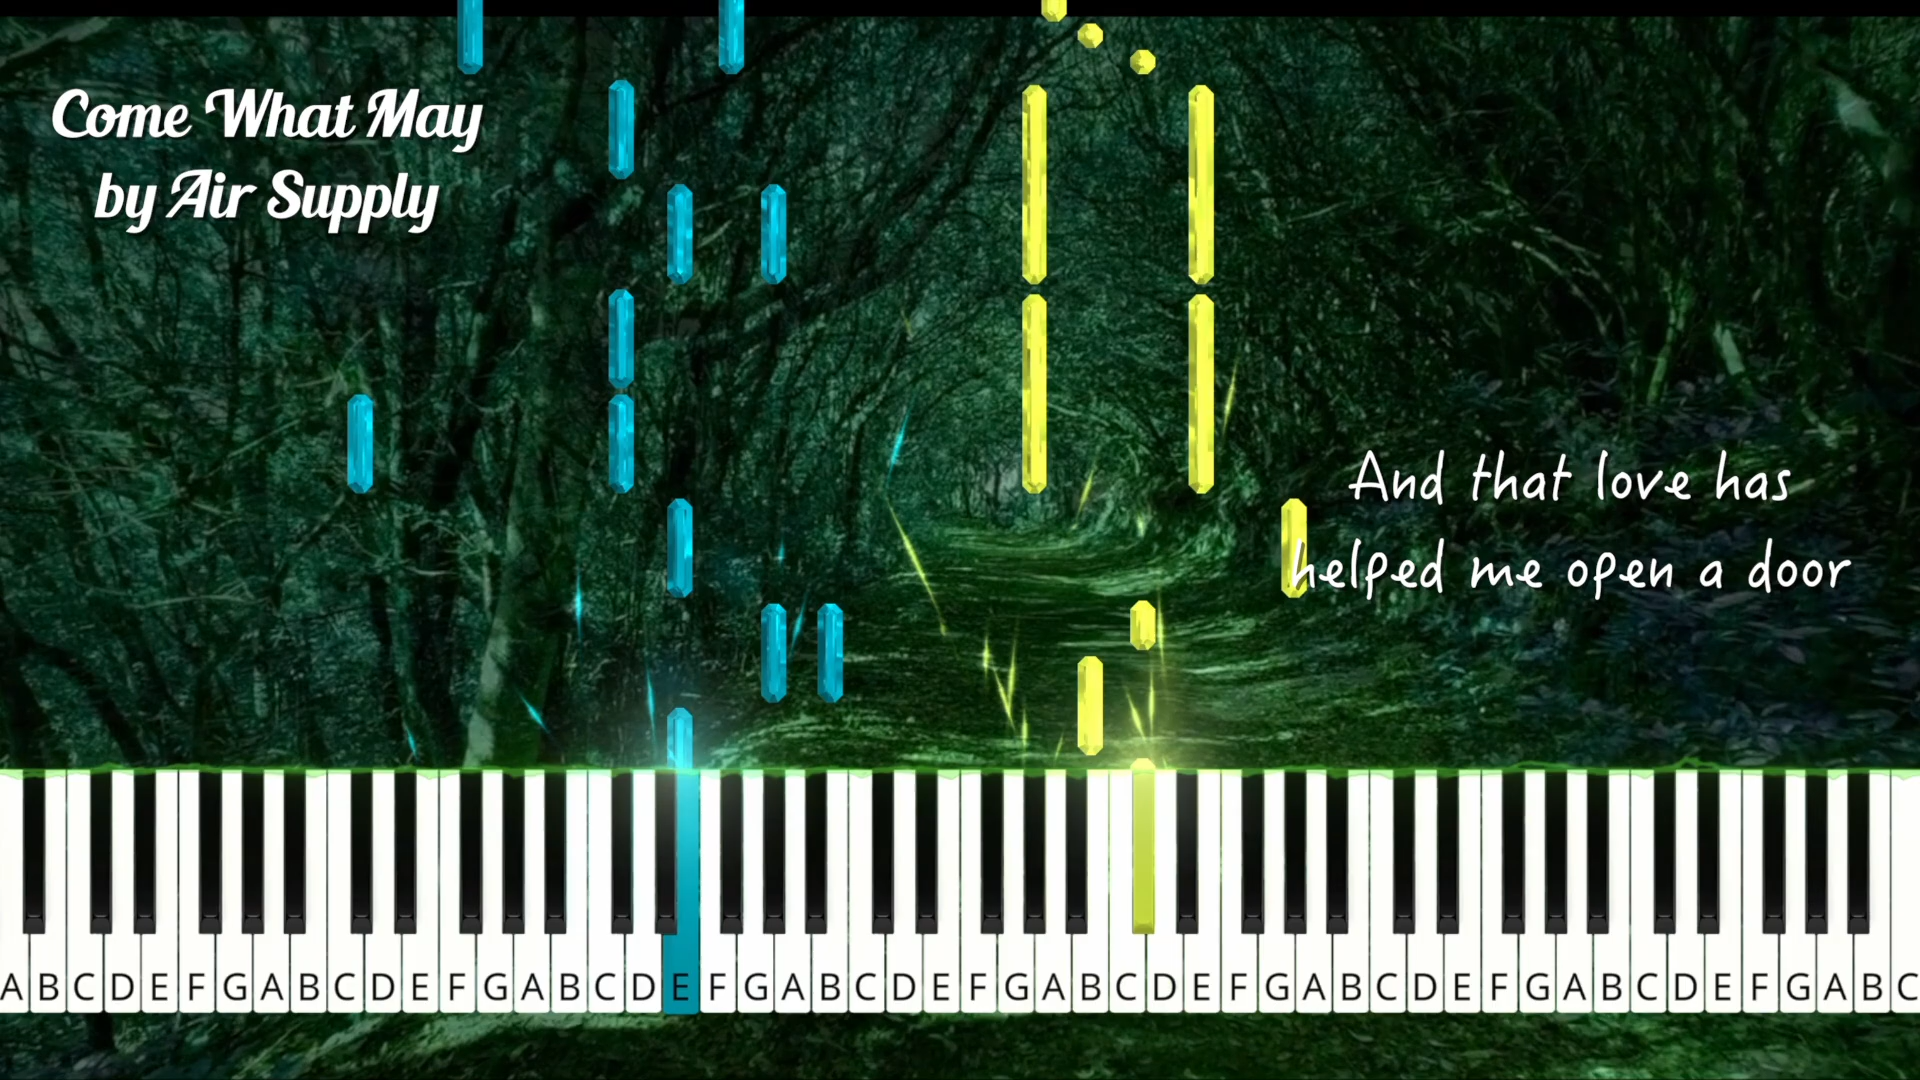 Come What May
by Air Supply
And that love has
helped me open a door
A B C D E F G A B C D E F G A B C D E F G A B C D E F G A B C D E F G A B C D E F G A B C D E F G A B C